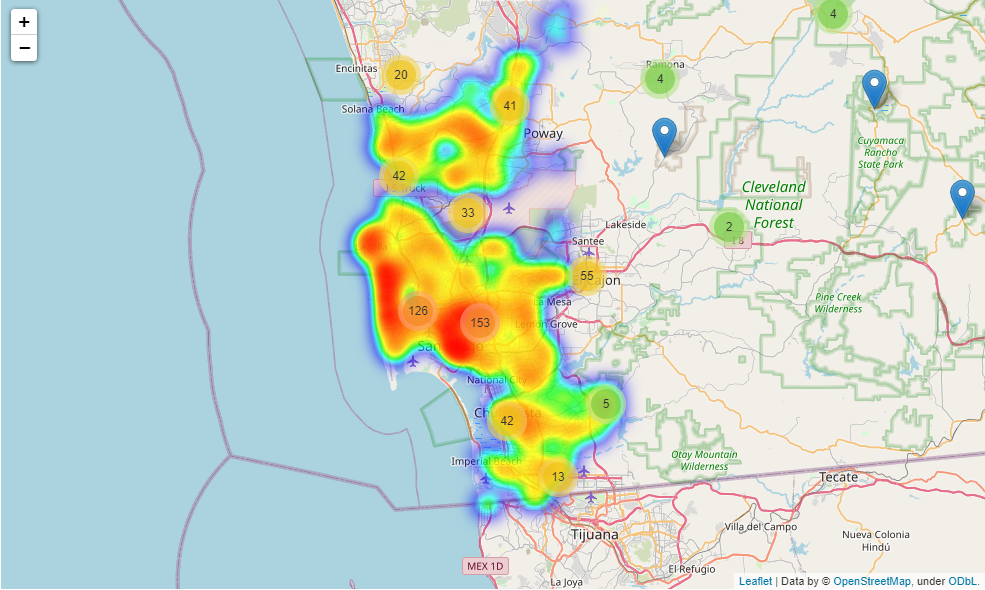 +
−
4
Encinitas
20
Ramona
4
41
Solana Beach
Poway
Cuyamaca
Rancho
State Park
42
Cleveland
National
Forest
33
Lakeside
2
I 8
Santee
55
La Mesa
Pine Creek
Wilderness
126
153
Lemon Grove
National City
5
42
Imperial Beach
Otay Mountain
Wilderness
13
Tecate
Villa del Campo
Tijuana
Nueva Colonia
Hindú
MEX 1D
El Refugio
La Joya
Leaflet | Data by © OpenStreetMap, under ODbL.